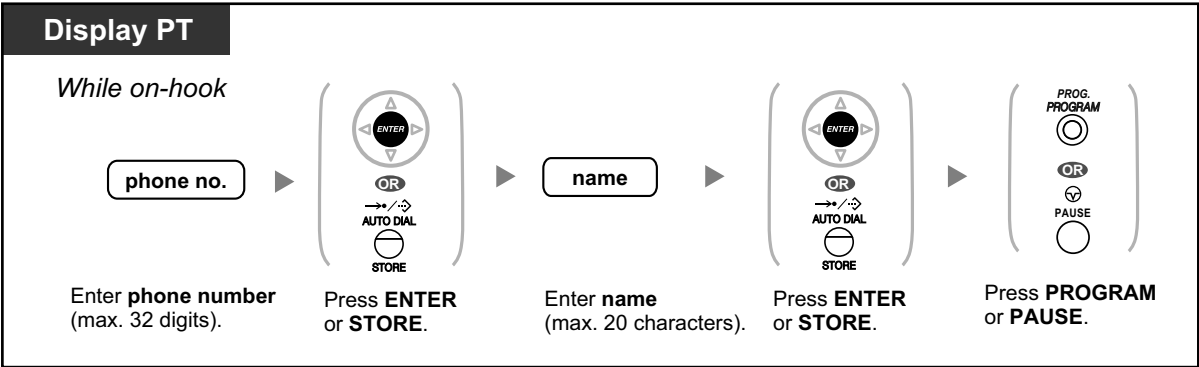 Display PT
While on-hook
phone no.
ENTER
OR
AUTO DIAL
STORE
name
ENTER
OR
AUTO DIAL
STORE
PROG.
PROGRAM
OR
PAUSE
Enter phone number
(max. 32 digits).
Press ENTER
or STORE.
Enter name
(max. 20 characters).
Press ENTER
or STORE.
Press PROGRAM
or PAUSE.